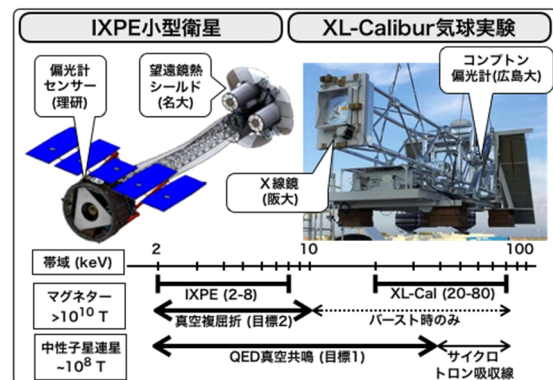 IXPE小型衛星
XL-Calibur気球実験
偏光計
センサー
(理研)
望遠鏡熱
シールド
(名大)
コンプトン
偏光計(広島大)
X線鏡
(阪大)
帯域 (keV)
2
10
100
マグネター
>10¹⁰ T
IXPE (2-8)
XL-Cal (20-80)
真空複屈折 (目標2)
バースト時のみ
中性子星連星
~10⁸ T
QED真空共鳴 (目標1)
サイクロ
トロン吸収線